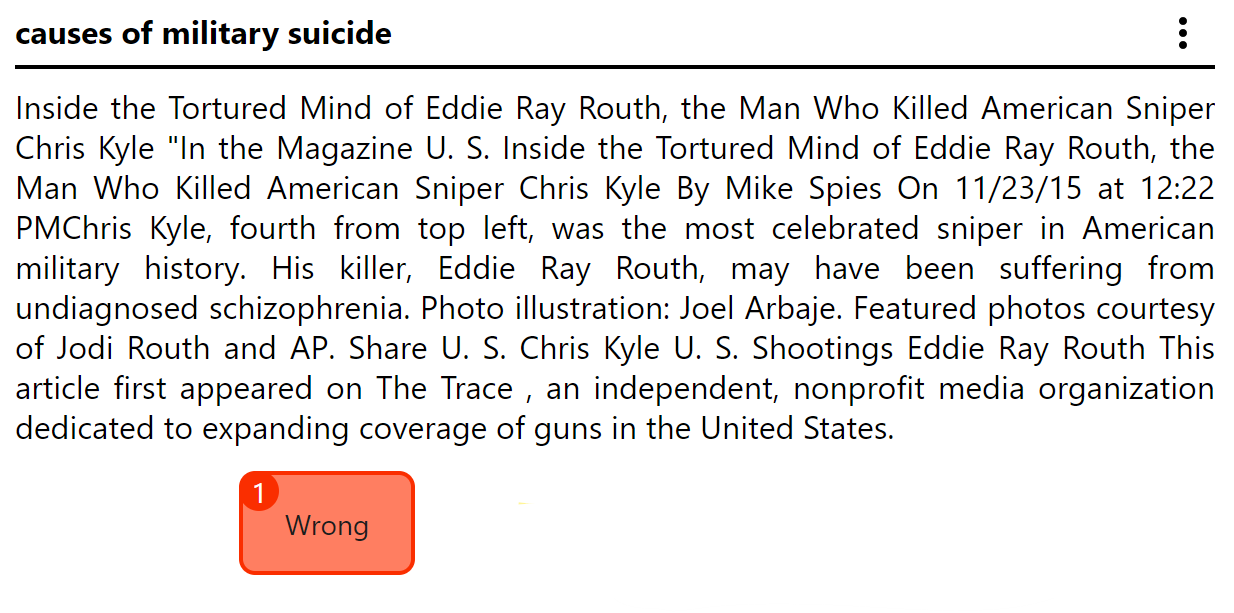 causes of military suicide
Inside the Tortured Mind of Eddie Ray Routh, the Man Who Killed American Sniper
Chris Kyle "In the Magazine U. S. Inside the Tortured Mind of Eddie Ray Routh, the
Man Who Killed American Sniper Chris Kyle By Mike Spies On 11/23/15 at 12:22
PMChris Kyle, fourth from top left, was the most celebrated sniper in American
military history. His killer, Eddie Ray Routh, may have been suffering from
undiagnosed schizophrenia. Photo illustration: Joel Arbaje. Featured photos courtesy
of Jodi Routh and AP. Share U. S. Chris Kyle U. S. Shootings Eddie Ray Routh This
article first appeared on The Trace , an independent, nonprofit media organization
dedicated to expanding coverage of guns in the United States.
1
Wrong